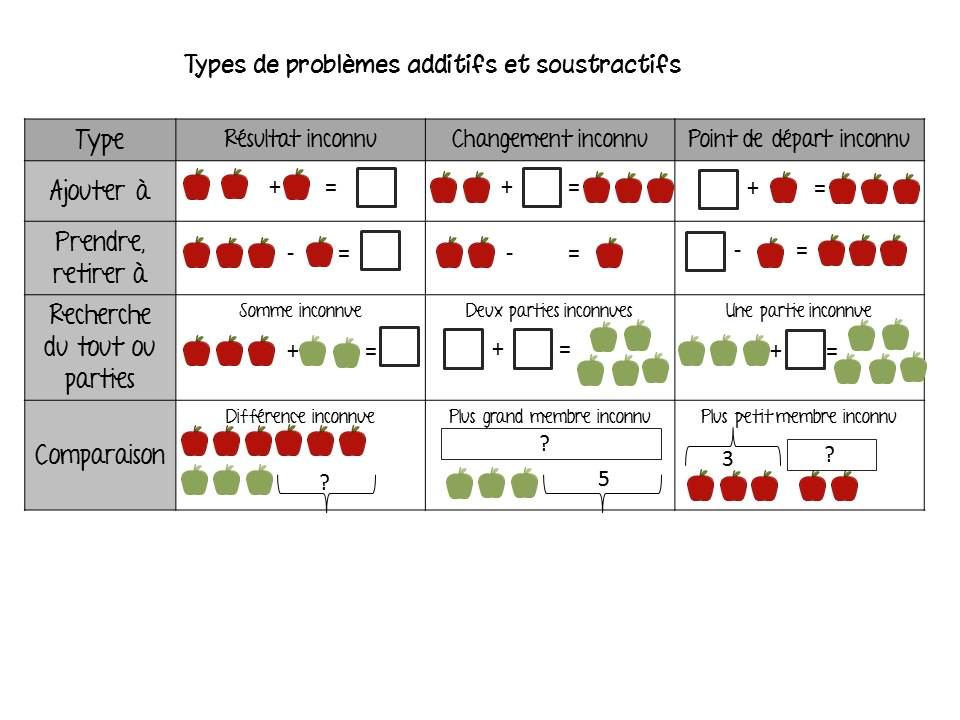 Types de problèmes additifs et soustractifs
Type
Résultat inconnu
Changement inconnu
Point de départ inconnu
Ajouter à
+ =
+ =
+ =
Prendre,
retirer à
- =
- =
- =
Recherche
du tout ou
parties
Somme inconnue
+ =
Deux parties inconnues
+ =
Une partie inconnue
+ =
Comparaison
Différence inconnue
?
Plus grand membre inconnu
?
5
Plus petit membre inconnu
3
?